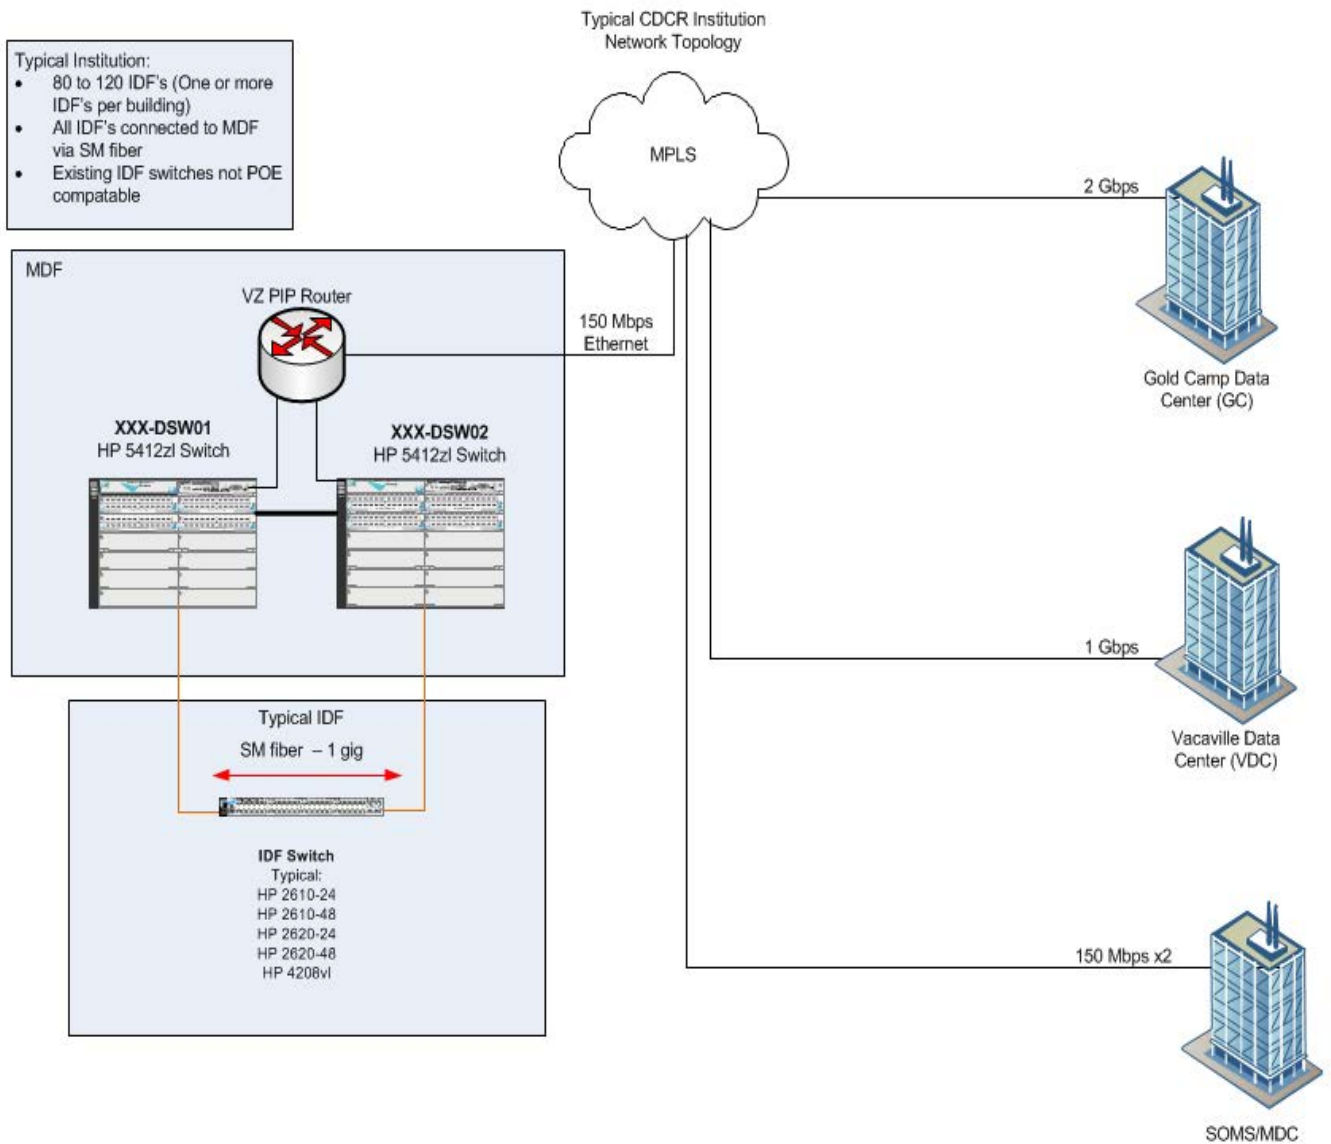 Typical CDCR Institution
Network Topology
Typical Institution:
• 80 to 120 IDF's (One or more
IDF's per building)
• All IDF's connected to MDF
via SM fiber
• Existing IDF switches not POE
compatable
MPLS
2 Gbps
Gold Camp Data
Center (GC)
MDF
VZ PIP Router
150 Mbps
Ethernet
XXX-DSW01
HP 5412zl Switch
XXX-DSW02
HP 5412zl Switch
1 Gbps
Vacaville Data
Center (VDC)
Typical IDF
SM fiber – 1 gig
IDF Switch
Typical:
HP 2610-24
HP 2610-48
HP 2620-24
HP 2620-48
HP 4208vl
150 Mbps x2
SOMS/MDC